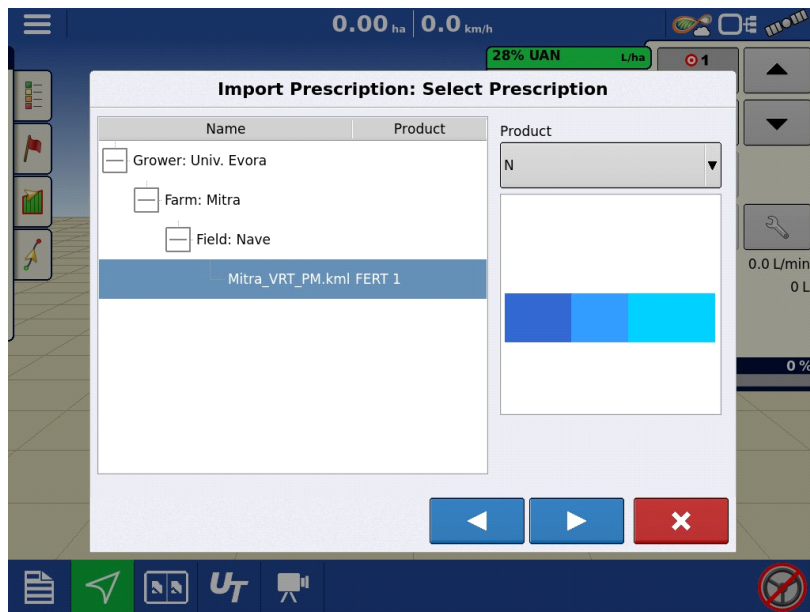 0.00 ha 0.0 km/h
28% UAN L/ha
1
Import Prescription: Select Prescription
Name Product
Grower: Univ. Evora
Farm: Mitra
Field: Nave
Mitra_VRT_PM.kml FERT 1
Product
N
0.0 L/min
0 L
0 %
UT